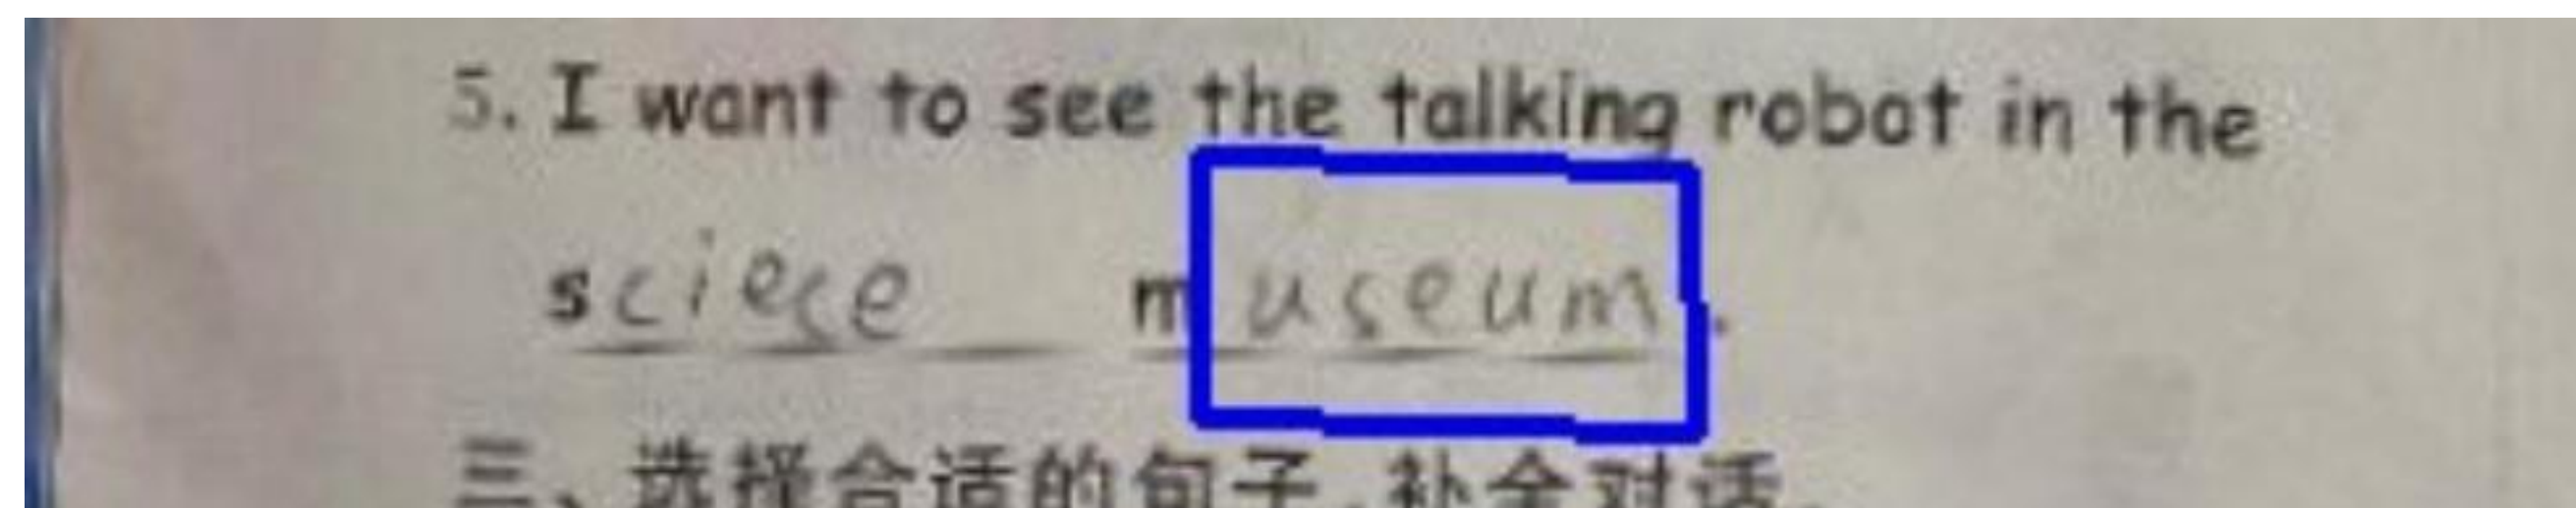 5. I want to see the talking robot in the
sciece museum.
三、选择合适的句子,补全对话。